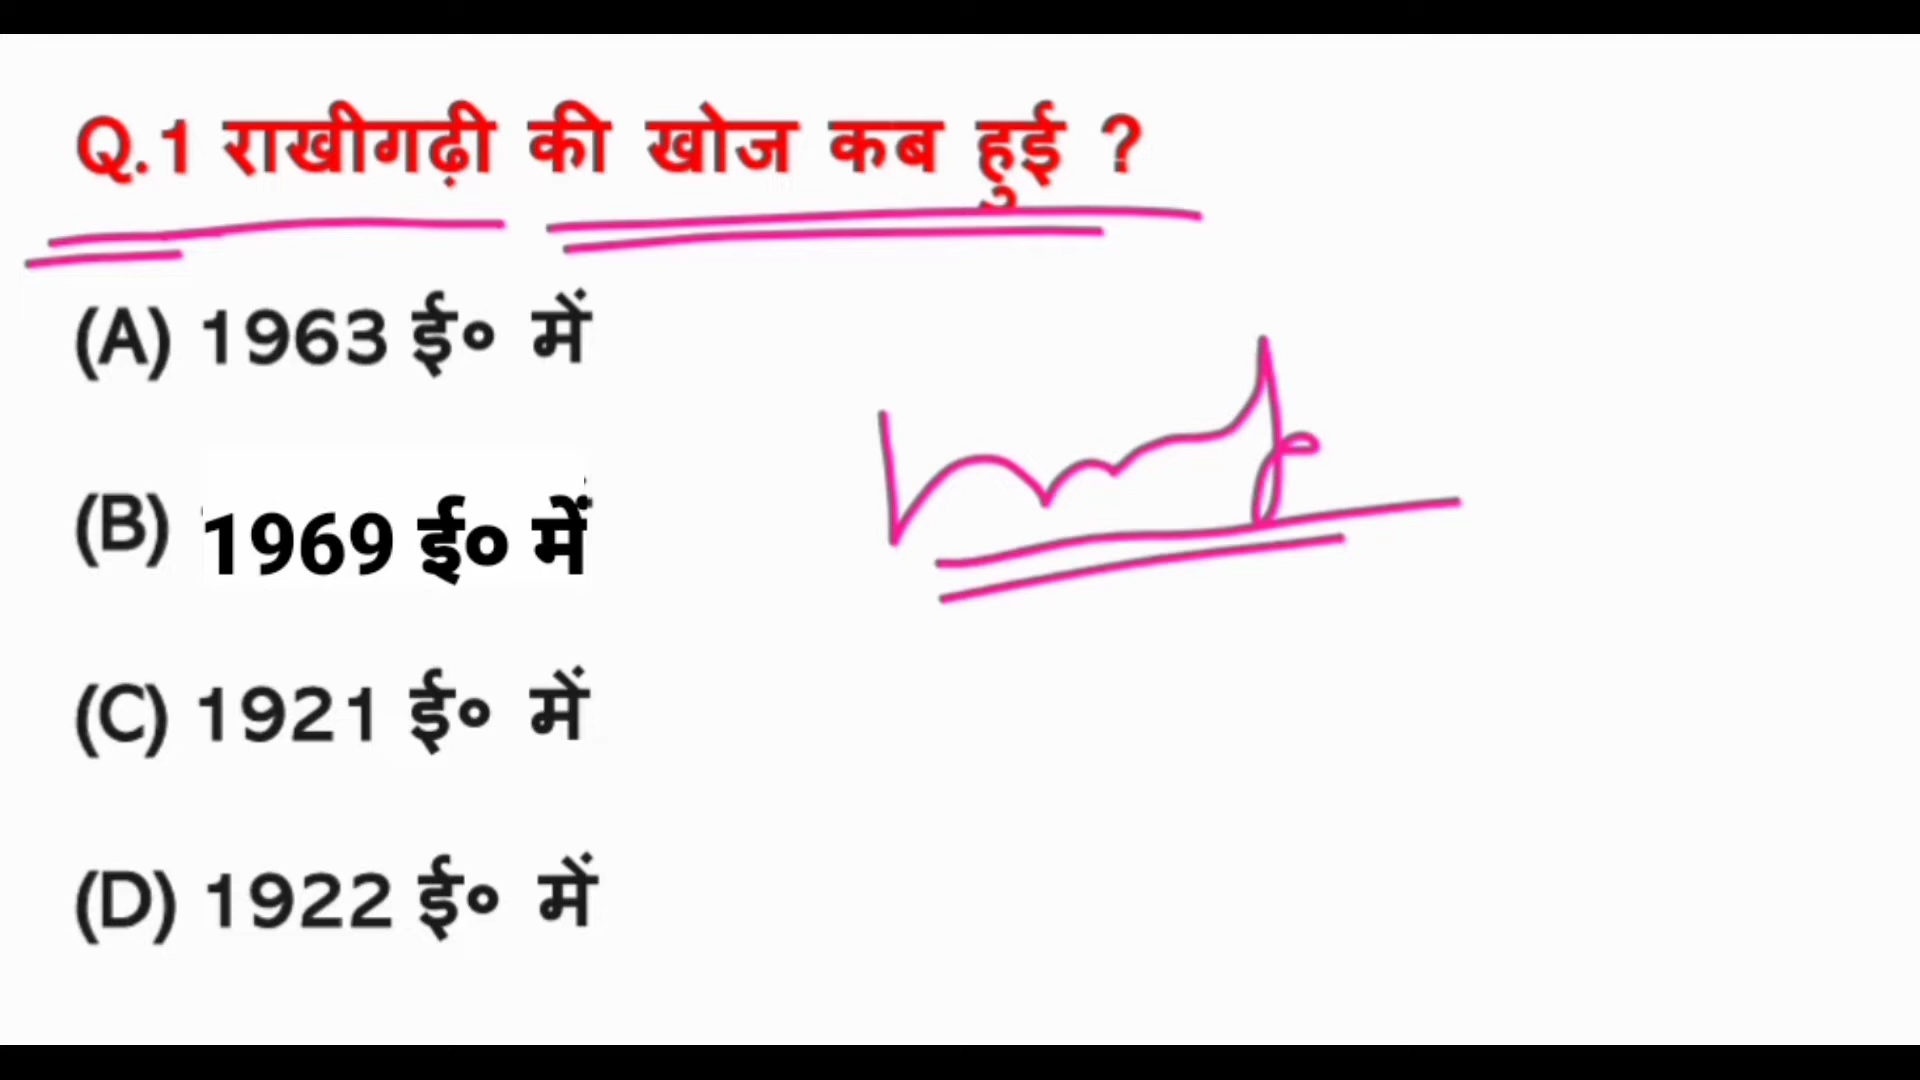 Q.1 राखीगढ़ी की खोज कब हुई ?
(A) 1963 ई० में
(B) 1969 ई० में
(C) 1921 ई० में
(D) 1922 ई० में